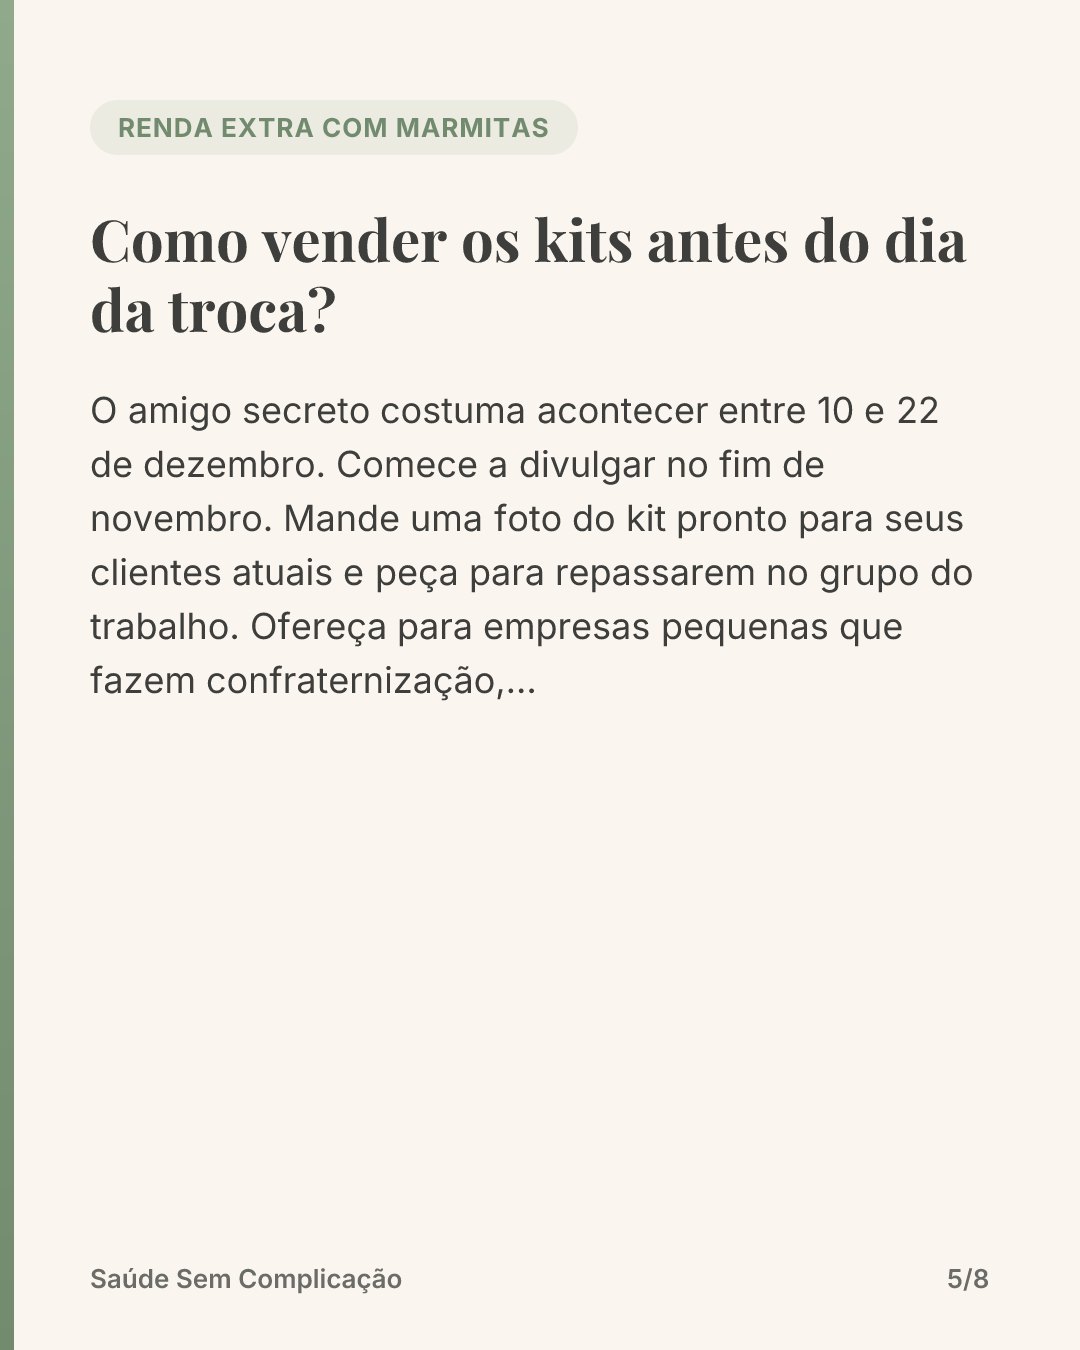 RENDA EXTRA COM MARMITAS
Como vender os kits antes do dia
da troca?
O amigo secreto costuma acontecer entre 10 e 22
de dezembro. Comece a divulgar no fim de
novembro. Mande uma foto do kit pronto para seus
clientes atuais e peça para repassarem no grupo do
trabalho. Ofereça para empresas pequenas que
fazem confraternização,...
Saúde Sem Complicação
5/8